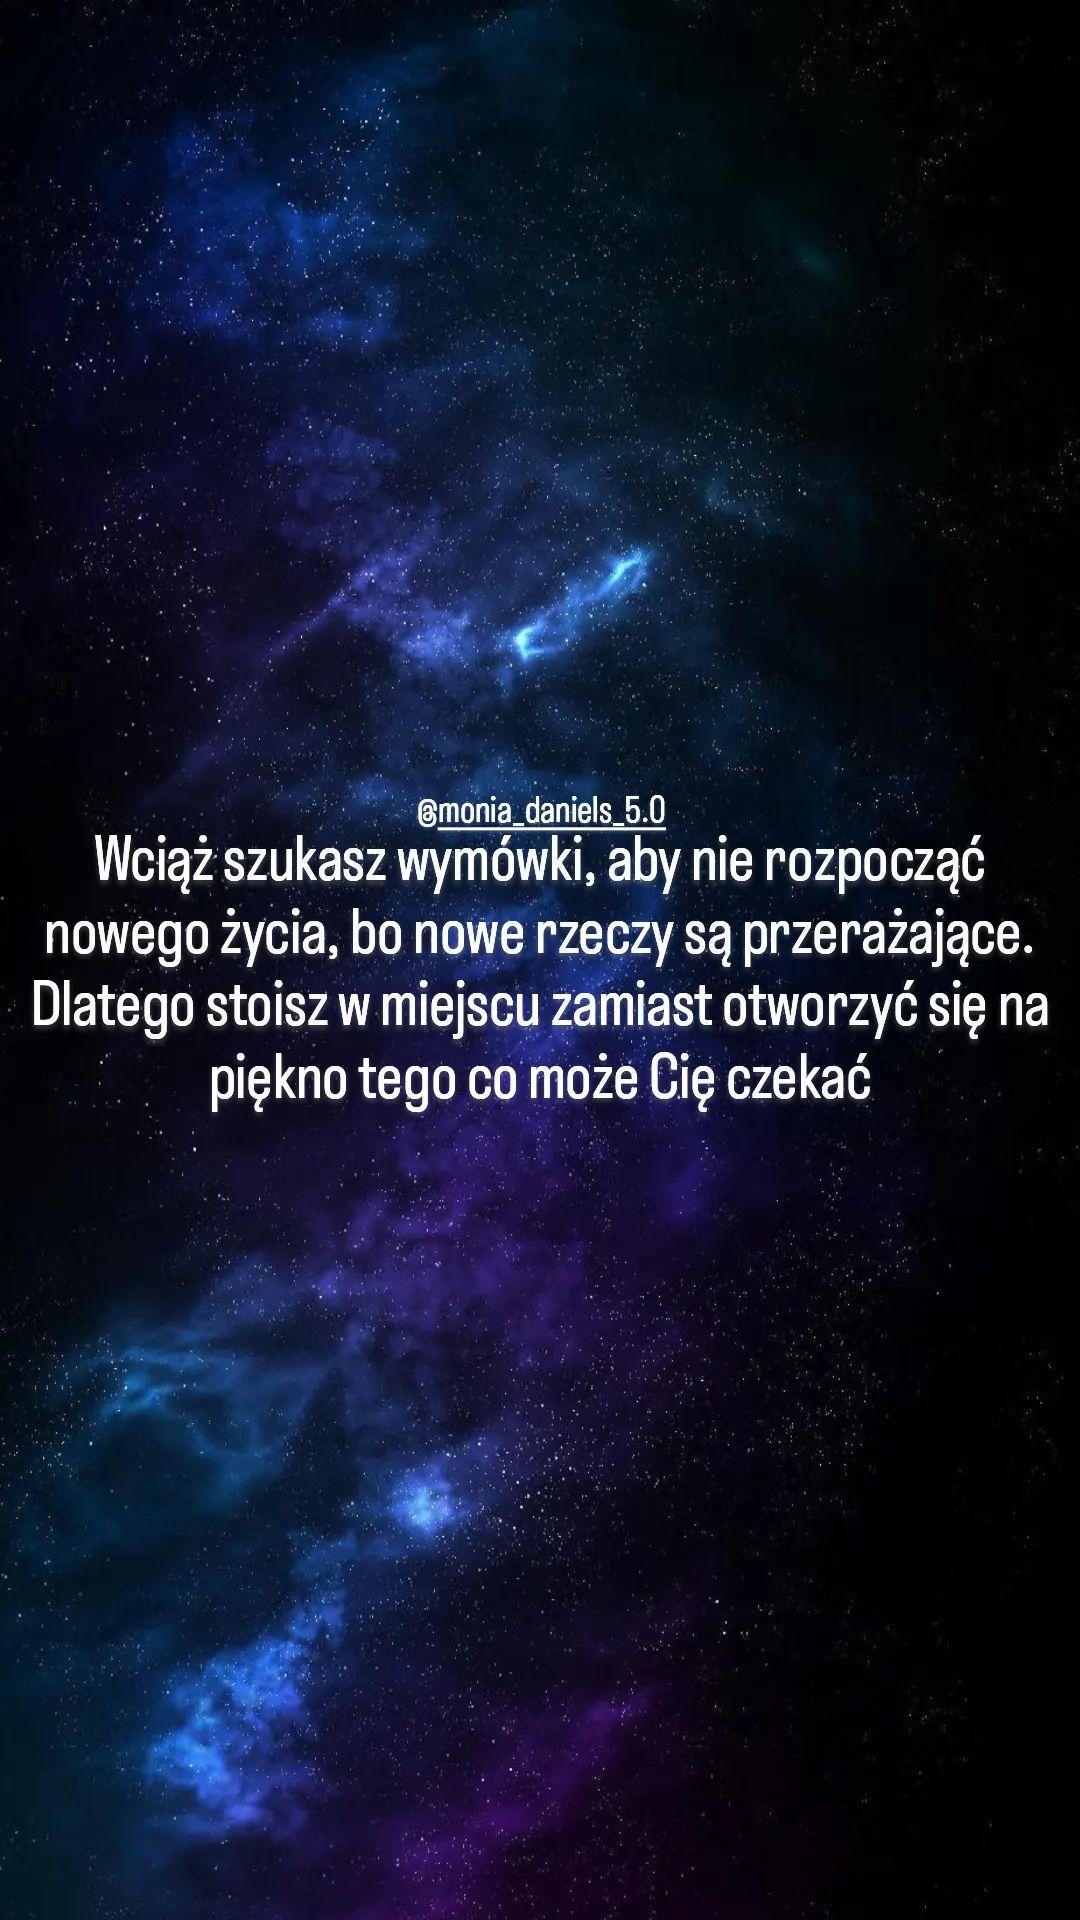 @monia_daniels_5.0
Wciąż szukasz wymówki, aby nie rozpocząć
nowego życia, bo nowe rzeczy są przerażające.
Dlatego stoisz w miejscu zamiast otworzyć się na
piękno tego co może Cię czekać